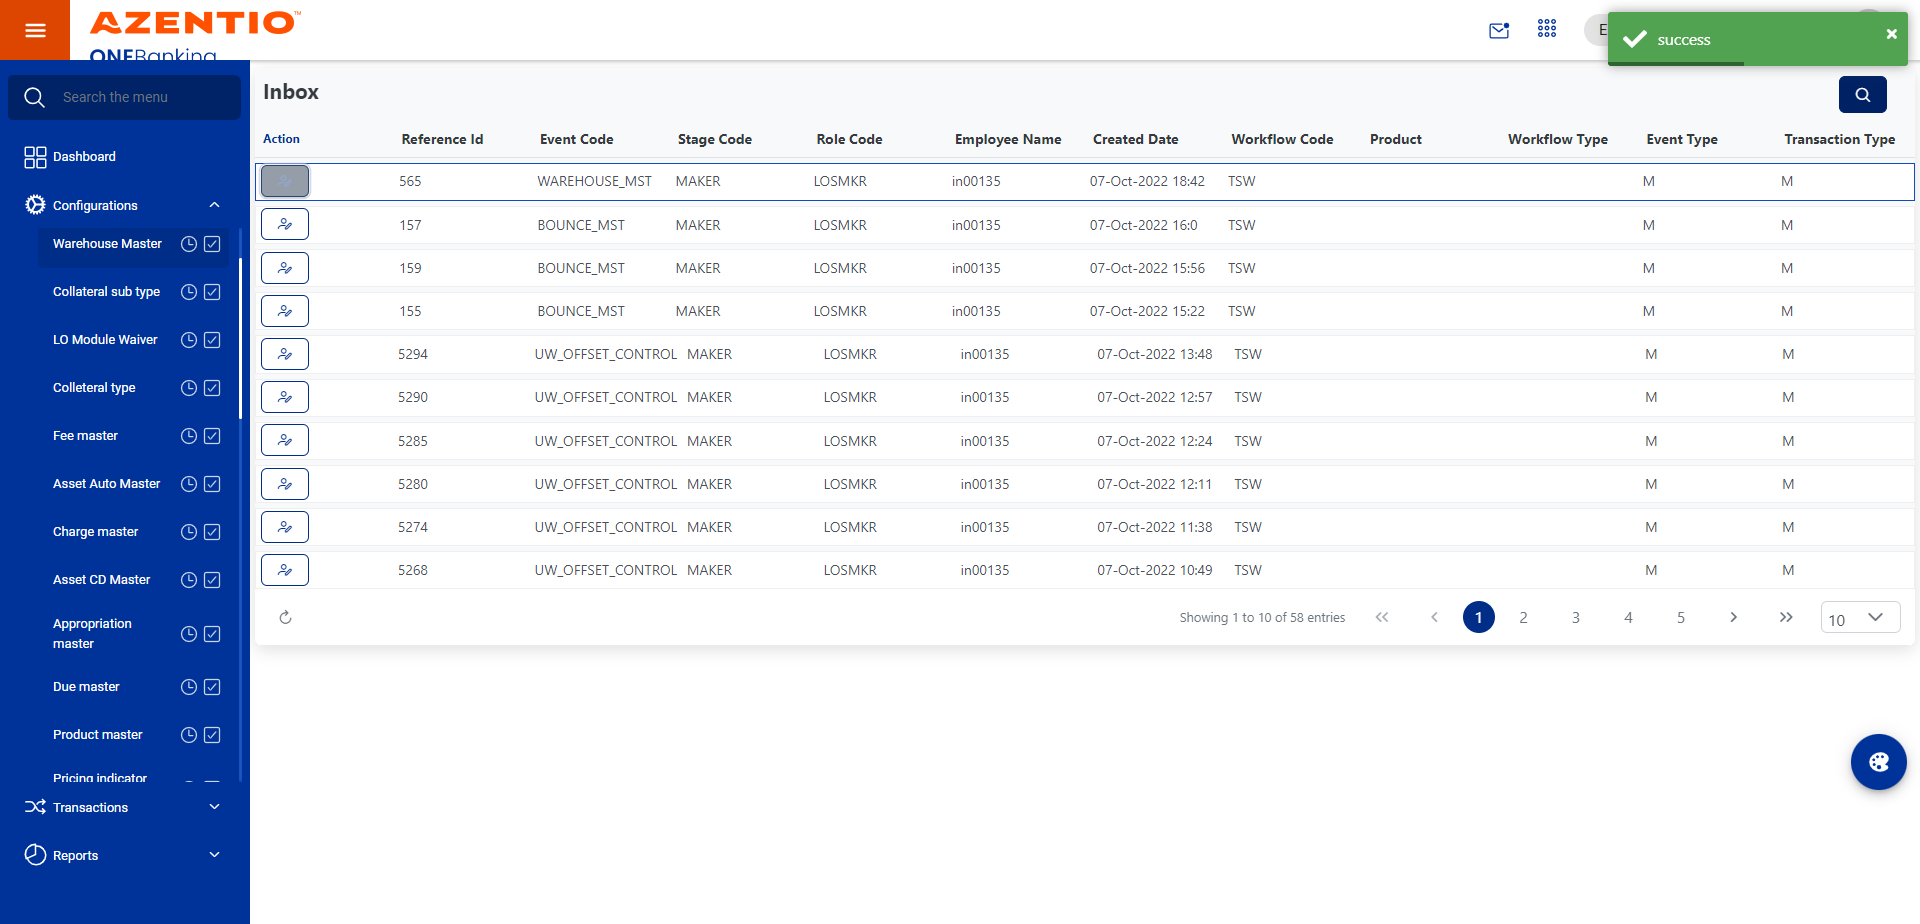 AZENTIO™
ONEBanking
E
success
Search the menu
Dashboard
Configurations
Warehouse Master
Collateral sub type
LO Module Waiver
Colleteral type
Fee master
Asset Auto Master
Charge master
Asset CD Master
Appropriation
master
Due master
Product master
Pricing indicator
Transactions
Reports
Inbox
Action Reference Id Event Code Stage Code Role Code Employee Name Created Date Workflow Code Product Workflow Type Event Type Transaction Type
565 WAREHOUSE_MST MAKER LOSMKR in00135 07-Oct-2022 18:42 TSW M M
157 BOUNCE_MST MAKER LOSMKR in00135 07-Oct-2022 16:0 TSW M M
159 BOUNCE_MST MAKER LOSMKR in00135 07-Oct-2022 15:56 TSW M M
155 BOUNCE_MST MAKER LOSMKR in00135 07-Oct-2022 15:22 TSW M M
5294 UW_OFFSET_CONTROL MAKER LOSMKR in00135 07-Oct-2022 13:48 TSW M M
5290 UW_OFFSET_CONTROL MAKER LOSMKR in00135 07-Oct-2022 12:57 TSW M M
5285 UW_OFFSET_CONTROL MAKER LOSMKR in00135 07-Oct-2022 12:24 TSW M M
5280 UW_OFFSET_CONTROL MAKER LOSMKR in00135 07-Oct-2022 12:11 TSW M M
5274 UW_OFFSET_CONTROL MAKER LOSMKR in00135 07-Oct-2022 11:38 TSW M M
5268 UW_OFFSET_CONTROL MAKER LOSMKR in00135 07-Oct-2022 10:49 TSW M M
Showing 1 to 10 of 58 entries 1 2 3 4 5 10